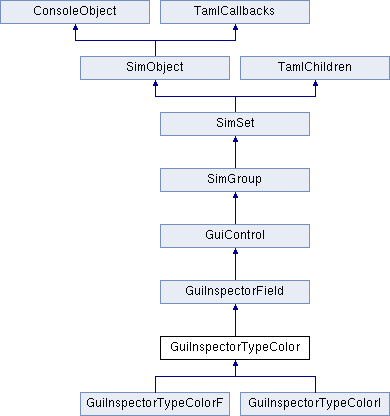 ConsoleObject
TamlCallbacks
SimObject
TamlChildren
SimSet
SimGroup
GuiControl
GuiInspectorField
GuiInspectorTypeColor
GuiInspectorTypeColorF
GuiInspectorTypeColorI